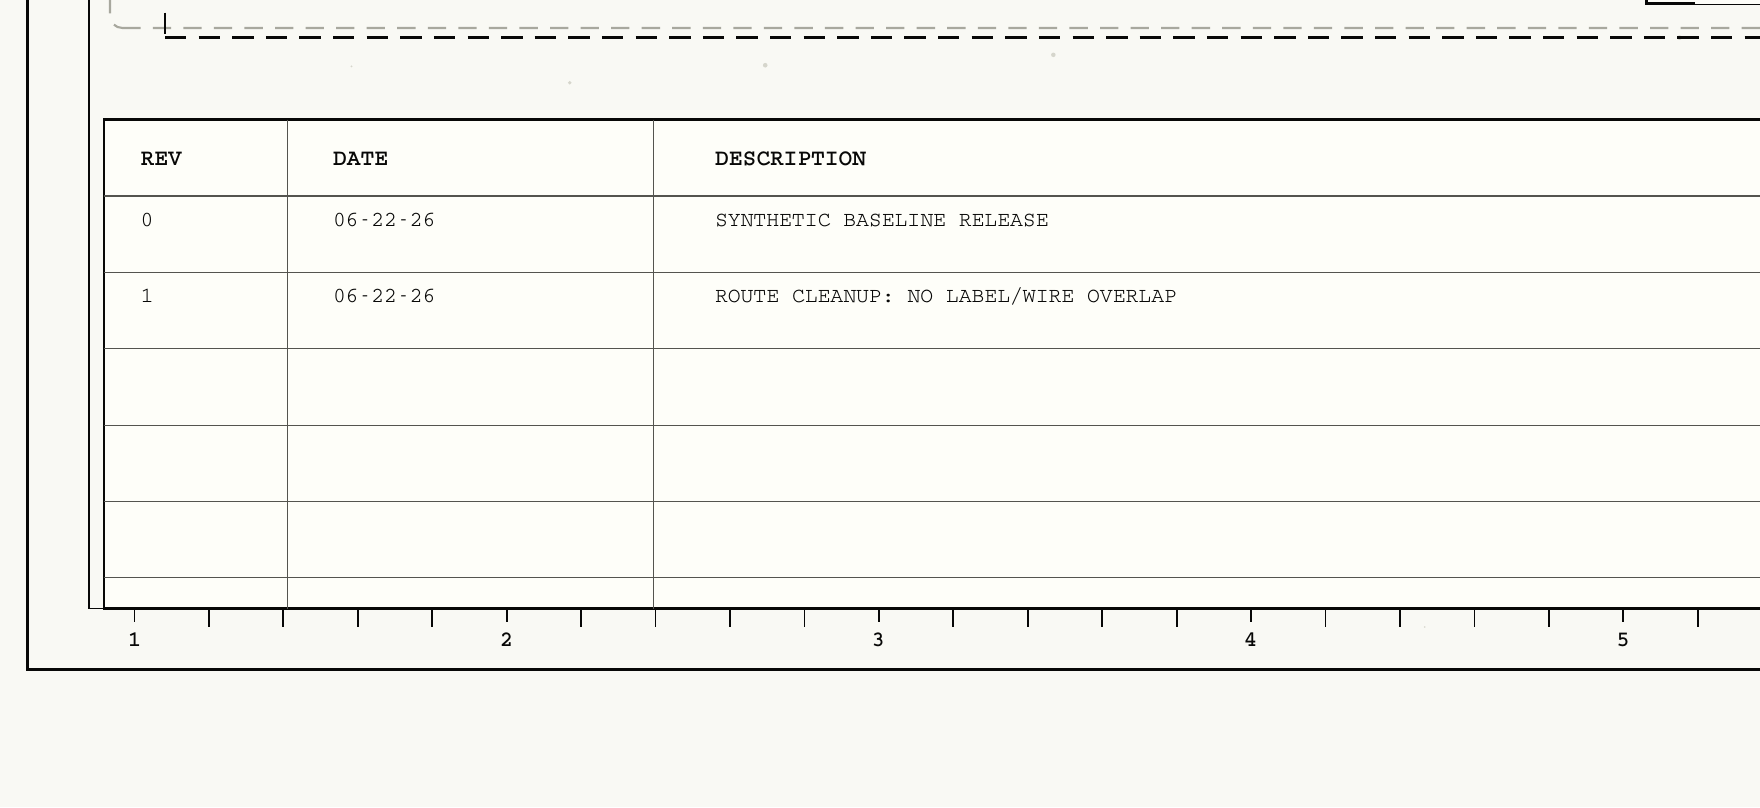 REV DATE DESCRIPTION
0 06-22-26 SYNTHETIC BASELINE RELEASE
1 06-22-26 ROUTE CLEANUP: NO LABEL/WIRE OVERLAP
1 2 3 4 5